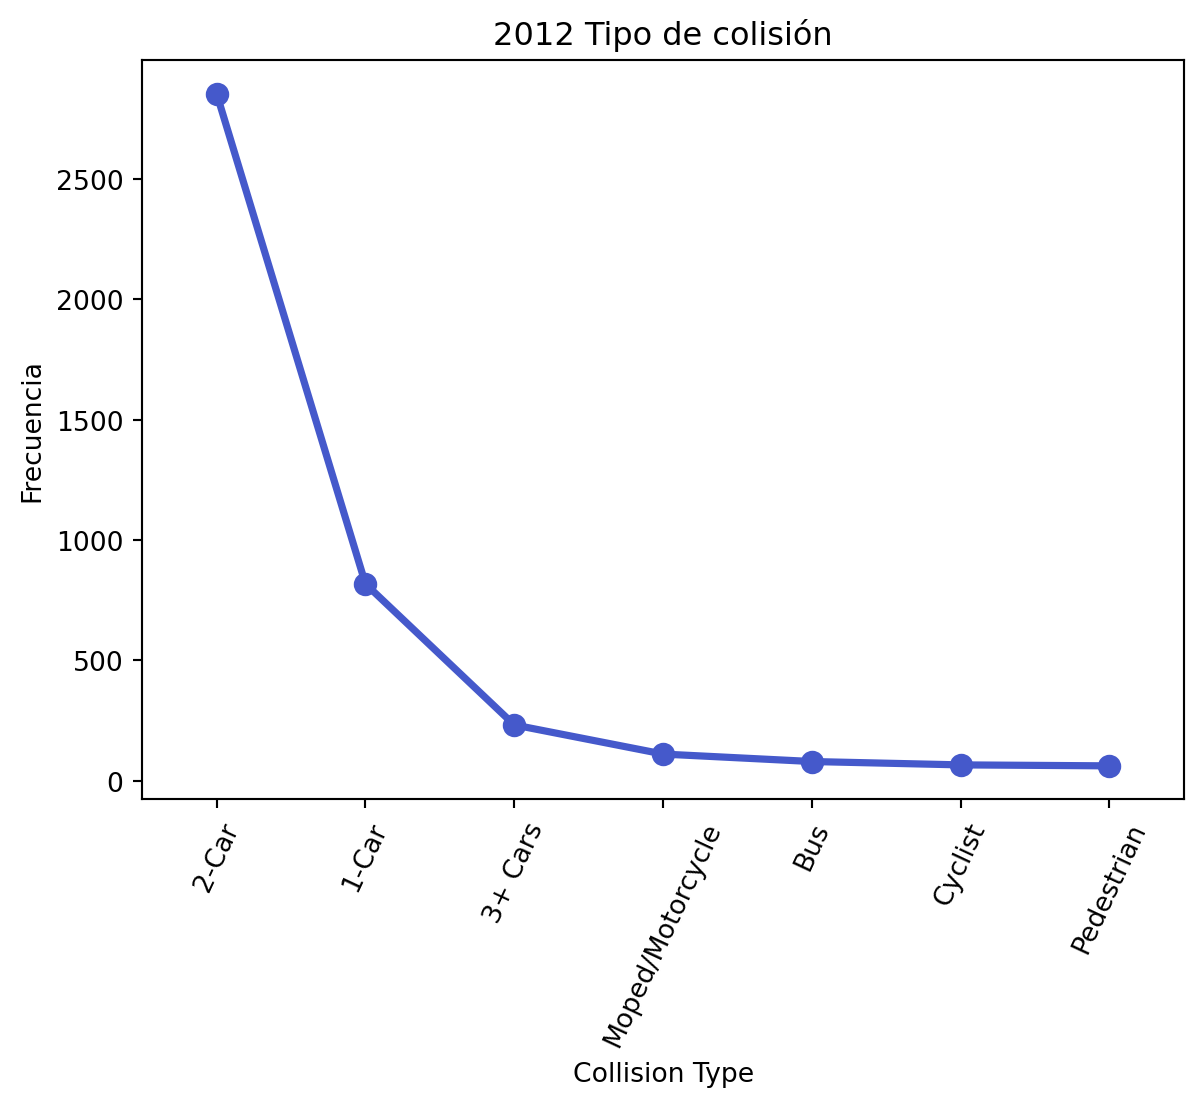 2012 Tipo de colisión
Frecuencia
2500
2000
1500
1000
500
0
2-Car
1-Car
3+ Cars
Moped/Motorcycle
Bus
Cyclist
Pedestrian
Collision Type